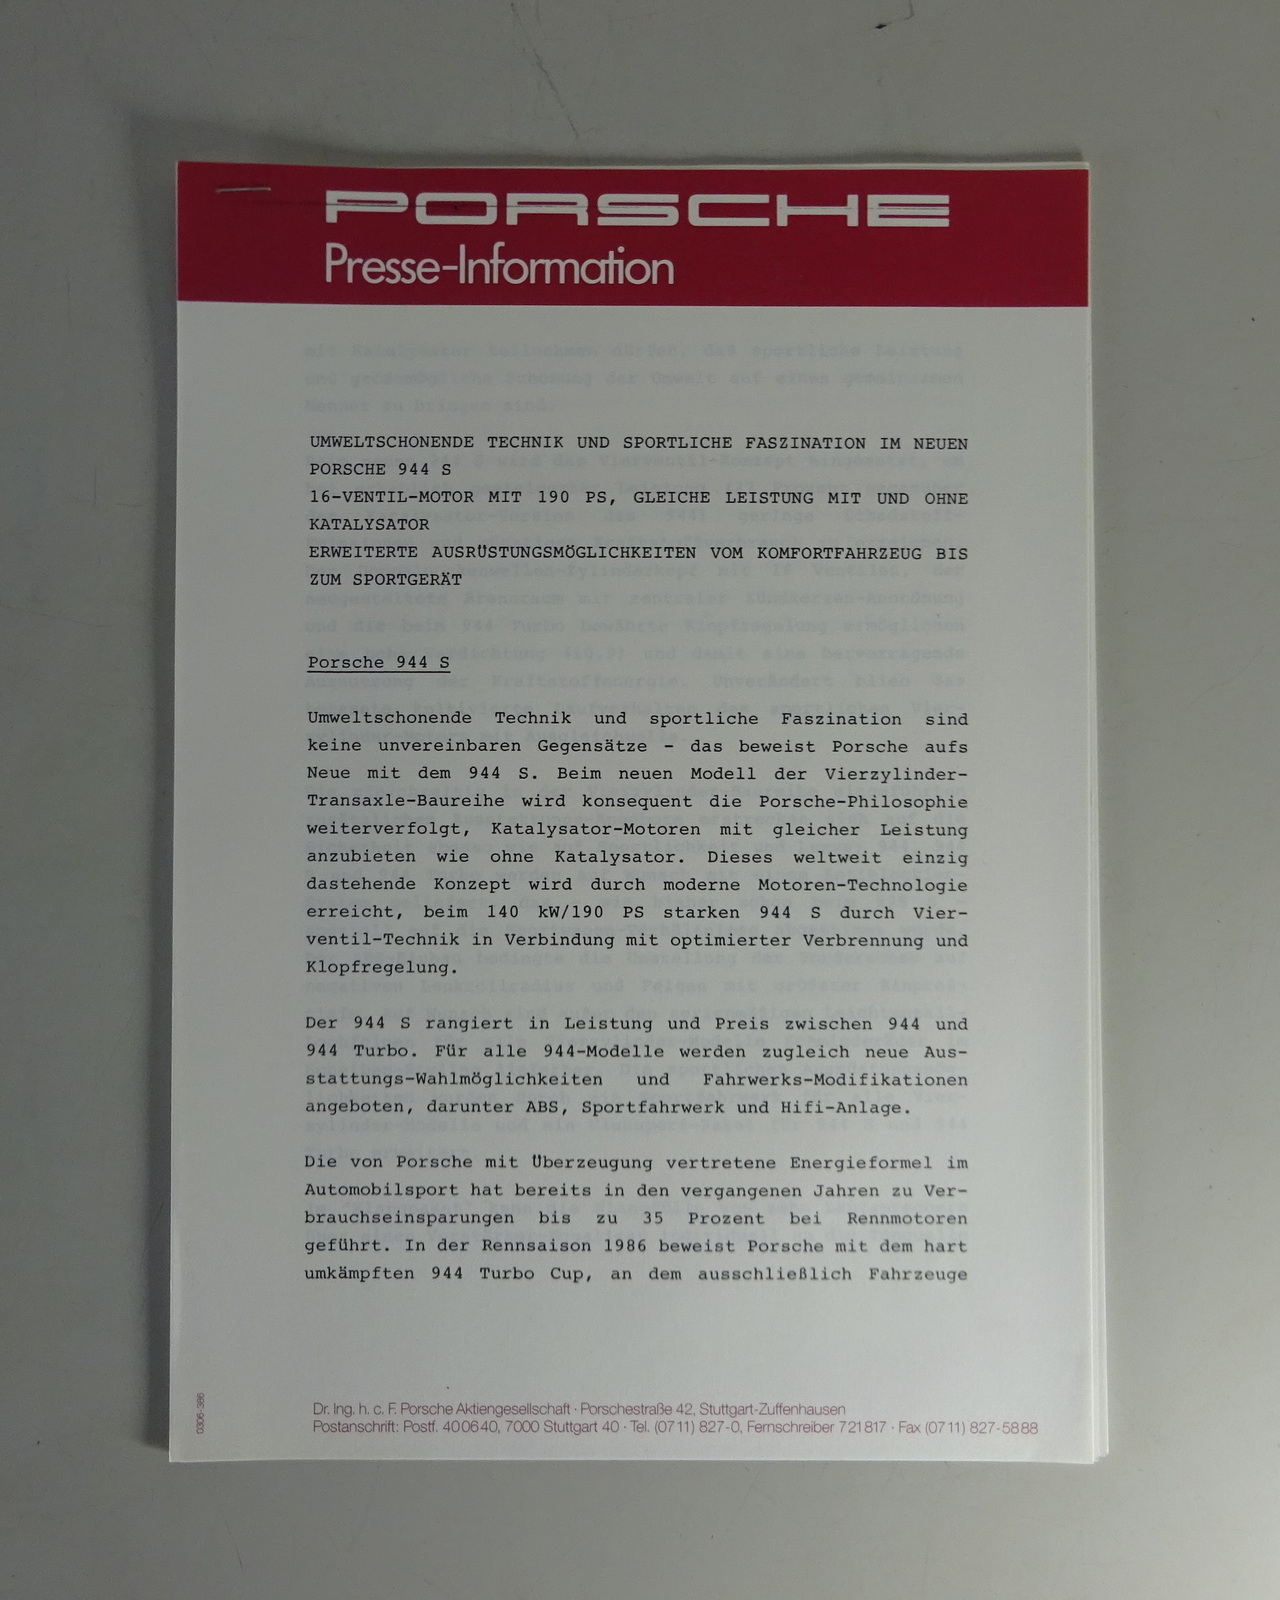 PORSCHE
Presse-Information
UMWELTSCHONENDE TECHNIK UND SPORTLICHE FASZINATION IM NEUEN
PORSCHE 944 S
16-VENTIL-MOTOR MIT 190 PS, GLEICHE LEISTUNG MIT UND OHNE
KATALYSATOR
ERWEITERTE AUSRÜSTUNGSMÖGLICHKEITEN VOM KOMFORTFAHRZEUG BIS
ZUM SPORTGERÄT
Porsche 944 S
Umweltschonende Technik und sportliche Faszination sind
keine unvereinbaren Gegensätze - das beweist Porsche aufs
Neue mit dem 944 S. Beim neuen Modell der Vierzylinder-
Transaxle-Baureihe wird konsequent die Porsche-Philosophie
weiterverfolgt, Katalysator-Motoren mit gleicher Leistung
anzubieten wie ohne Katalysator. Dieses weltweit einzig
dastehende Konzept wird durch moderne Motoren-Technologie
erreicht, beim 140 kW/190 PS starken 944 S durch Vier-
ventil-Technik in Verbindung mit optimierter Verbrennung und
Klopfregelung.
Der 944 S rangiert in Leistung und Preis zwischen 944 und
944 Turbo. Für alle 944-Modelle werden zugleich neue Aus-
stattungs-Wahlmöglichkeiten und Fahrwerks-Modifikationen
angeboten, darunter ABS, Sportfahrwerk und Hifi-Anlage.
Die von Porsche mit Überzeugung vertretene Energieformel im
Automobilsport hat bereits in den vergangenen Jahren zu Ver-
brauchseinsparungen bis zu 35 Prozent bei Rennmotoren
geführt. In der Rennsaison 1986 beweist Porsche mit dem hart
umkämpften 944 Turbo Cup, an dem ausschließlich Fahrzeuge
Dr. Ing. h. c. F. Porsche Aktiengesellschaft · Porschestraße 42, Stuttgart-Zuffenhausen
Postanschrift: Postf. 400640, 7000 Stuttgart 40 · Tel. (0711) 827-0, Fernschreiber 721817 · Fax (0711) 827-5888
0306-386